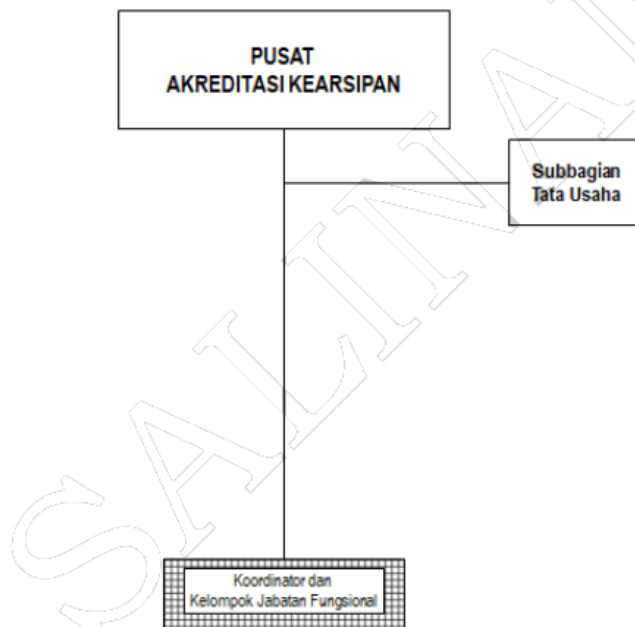 PUSAT
AKREDITASI KEARSIPAN
Subbagian
Tata Usaha
Koordinator dan
Kelompok Jabatan Fungsional
SALINAN